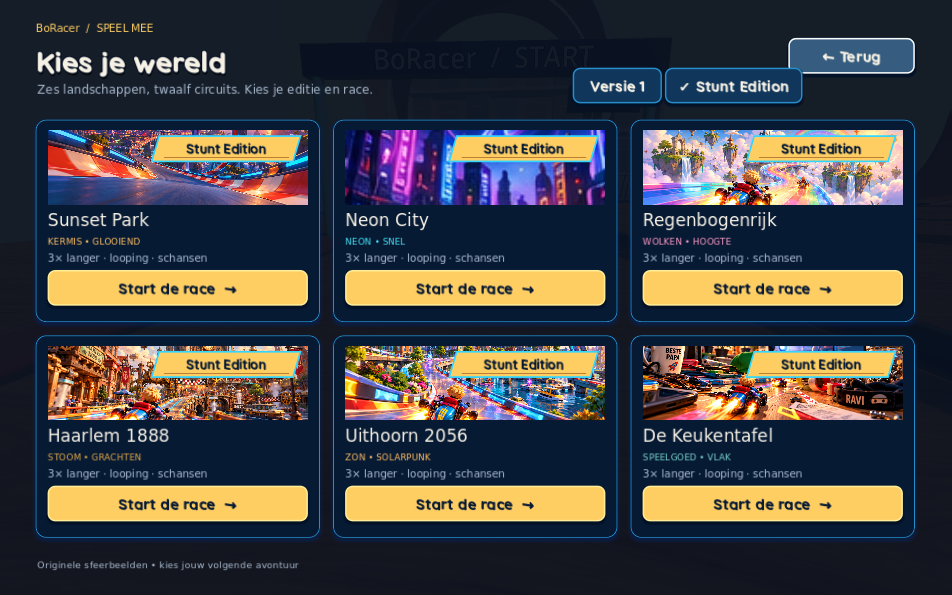 BoRacer / SPEEL MEE
Kies je wereld
Zes landschappen, twaalf circuits. Kies je editie en race.
BoRacer / START
← Terug
Versie 1
✓ Stunt Edition
Stunt Edition
Sunset Park
KERMIS • GLOOIEND
3× langer · looping · schansen
Start de race →
Stunt Edition
Neon City
NEON • SNEL
3× langer · looping · schansen
Start de race →
Stunt Edition
Regenbogenrijk
WOLKEN • HOOGTE
3× langer · looping · schansen
Start de race →
Stunt Edition
Haarlem 1888
STOOM • GRACHTEN
3× langer · looping · schansen
Start de race →
Stunt Edition
Uithoorn 2056
ZON • SOLARPUNK
3× langer · looping · schansen
Start de race →
BESTE
PAPA
Stunt Edition
RAVI
De Keukentafel
SPEELGOED • VLAK
3× langer · looping · schansen
Start de race →
Originele sfeerbeelden • kies jouw volgende avontuur